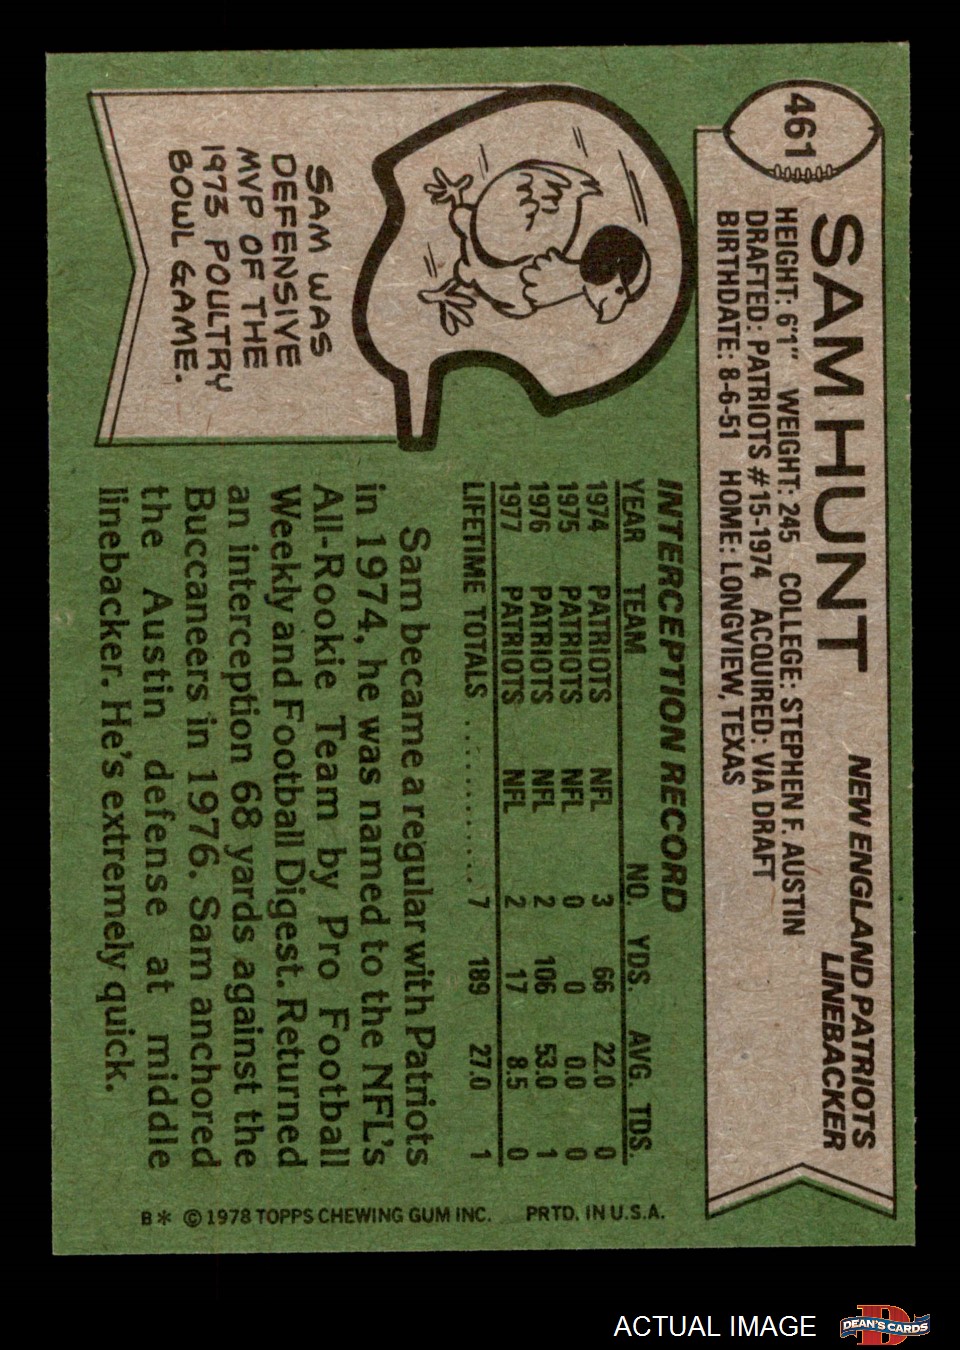 461
SAM HUNT
NEW ENGLAND PATRIOTS
LINEBACKER
HEIGHT: 6'1" WEIGHT: 245 COLLEGE: STEPHEN F. AUSTIN
DRAFTED: PATRIOTS #15-1974 ACQUIRED: VIA DRAFT
BIRTHDATE: 8-6-51 HOME: LONGVIEW, TEXAS
SAM WAS
DEFENSIVE
MVP OF THE
1973 POULTRY
BOWL GAME.
INTERCEPTION RECORD
YEAR TEAM NO. YDS. AVG. TDS.
1974 PATRIOTS NFL 3 66 22.0 0
1975 PATRIOTS NFL 0 0 0.0 0
1976 PATRIOTS NFL 2 106 53.0 1
1977 PATRIOTS NFL 2 17 8.5 0
LIFETIME TOTALS .......... 7 189 27.0 1
Sam became a regular with Patriots
in 1974, he was named to the NFL's
All-Rookie Team by Pro Football
Weekly and Football Digest. Returned
an interception 68 yards against the
Buccaneers in 1976. Sam anchored
the Austin defense at middle
linebacker. He's extremely quick.
B* © 1978 TOPPS CHEWING GUM INC. PRTD. IN U.S.A.
ACTUAL IMAGE
D
DEAN'S CARDS